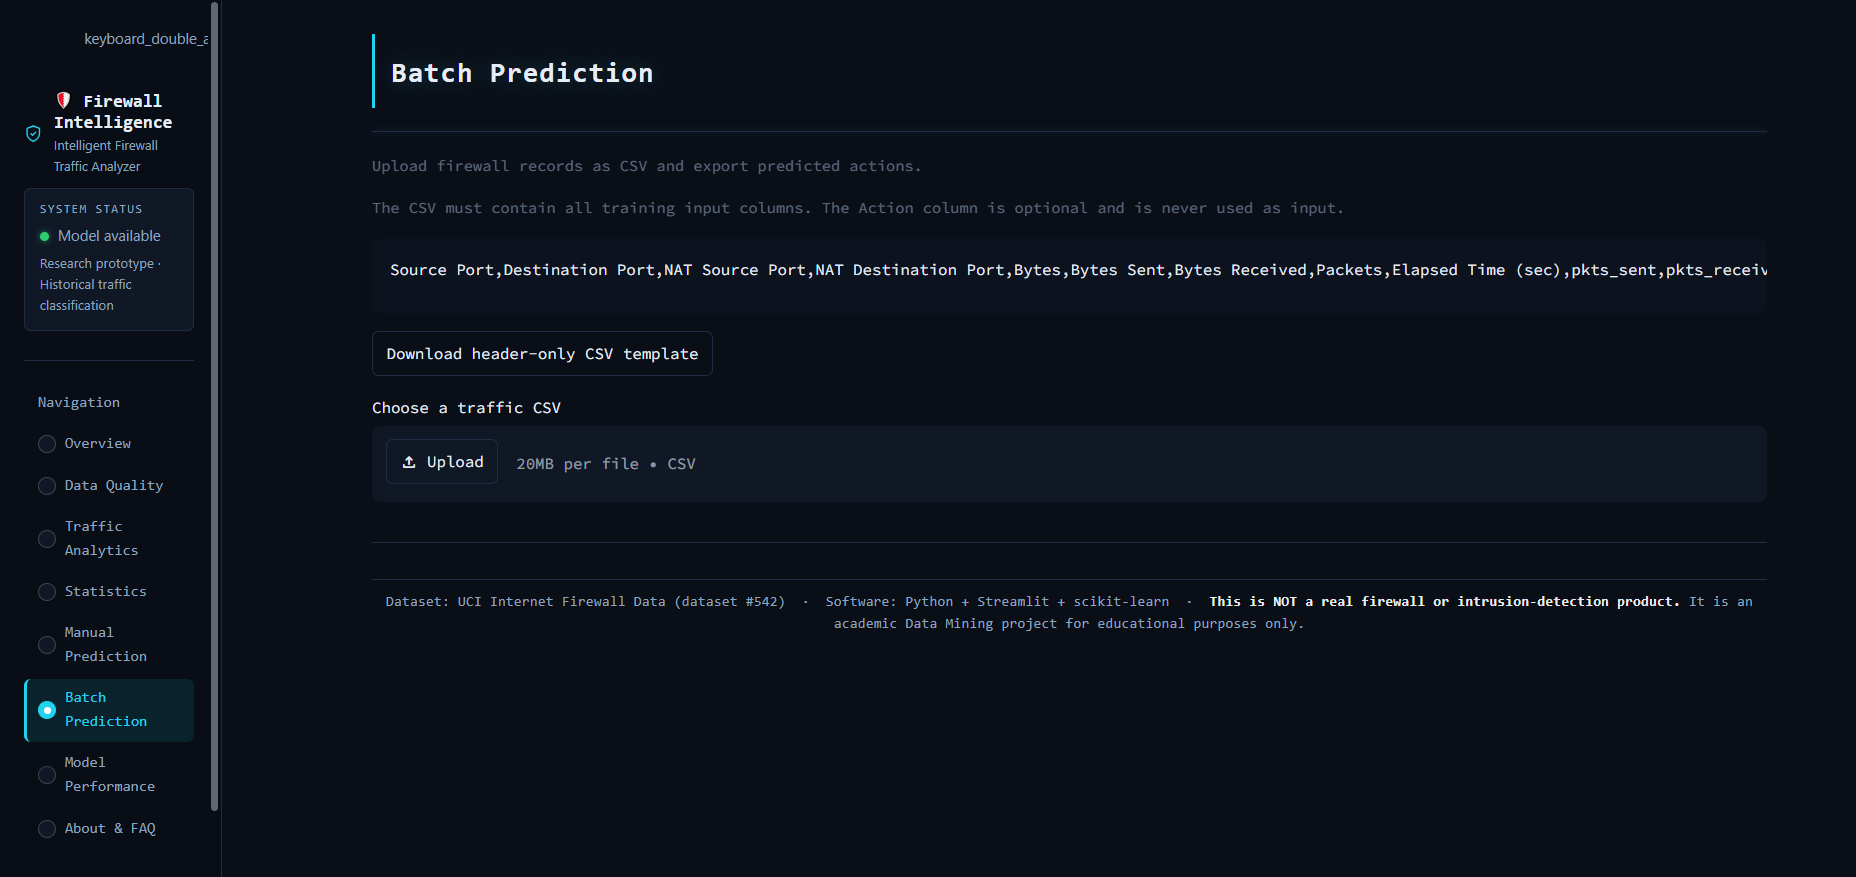 keyboard_double_a
Firewall
Intelligence
Intelligent Firewall
Traffic Analyzer
SYSTEM STATUS
Model available
Research prototype ·
Historical traffic
classification
Navigation
Overview
Data Quality
Traffic
Analytics
Statistics
Manual
Prediction
Batch
Prediction
Model
Performance
About & FAQ
Batch Prediction
Upload firewall records as CSV and export predicted actions.
The CSV must contain all training input columns. The Action column is optional and is never used as input.
Source Port,Destination Port,NAT Source Port,NAT Destination Port,Bytes,Bytes Sent,Bytes Received,Packets,Elapsed Time (sec),pkts_sent,pkts_receiv
Download header-only CSV template
Choose a traffic CSV
Upload 20MB per file • CSV
Dataset: UCI Internet Firewall Data (dataset #542) · Software: Python + Streamlit + scikit-learn · This is NOT a real firewall or intrusion-detection product. It is an
academic Data Mining project for educational purposes only.